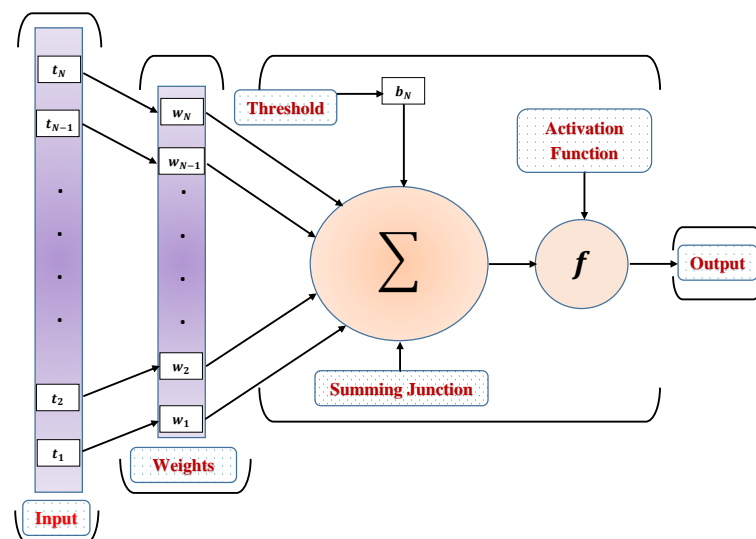 t_N
t_{N-1}
t_2
t_1
Input
w_N
w_{N-1}
w_2
w_1
Weights
Threshold
b_N
∑
Summing Junction
Activation
Function
f
Output